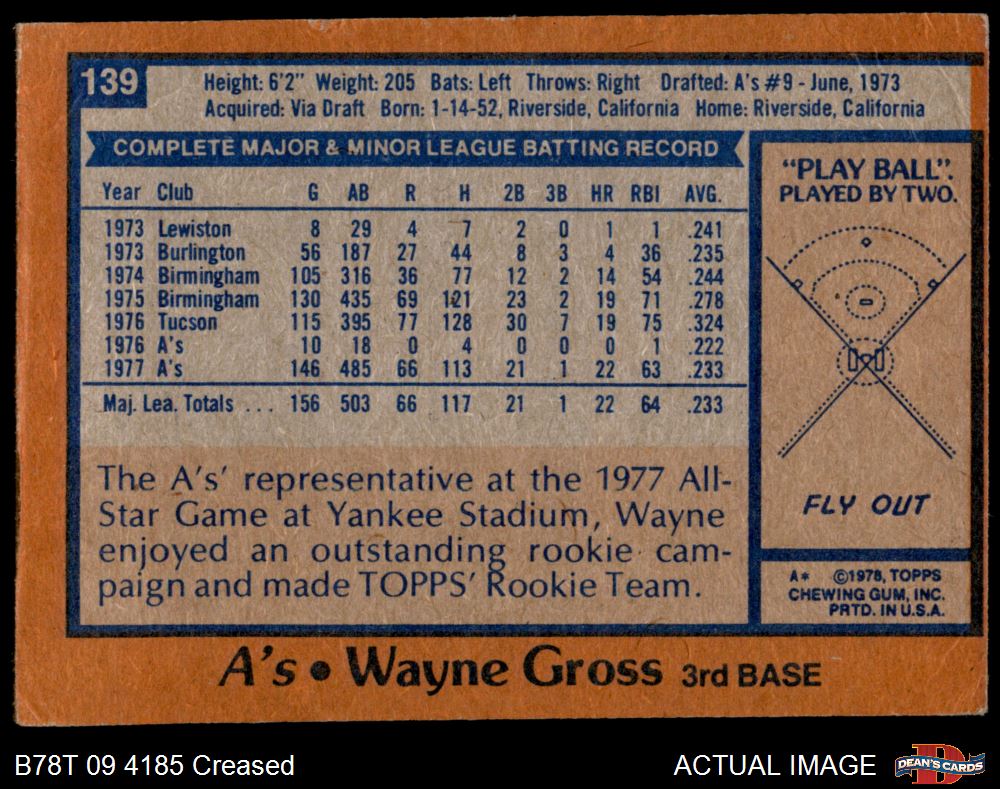 139
Height: 6'2" Weight: 205 Bats: Left Throws: Right Drafted: A's #9 - June, 1973
Acquired: Via Draft Born: 1-14-52, Riverside, California Home: Riverside, California
COMPLETE MAJOR & MINOR LEAGUE BATTING RECORD
Year Club G AB R H 2B 3B HR RBI AVG.
1973 Lewiston 8 29 4 7 2 0 1 1 .241
1973 Burlington 56 187 27 44 8 3 4 36 .235
1974 Birmingham 105 316 36 77 12 2 14 54 .244
1975 Birmingham 130 435 69 121 23 2 19 71 .278
1976 Tucson 115 395 77 128 30 7 19 75 .324
1976 A's 10 18 0 4 0 0 0 1 .222
1977 A's 146 485 66 113 21 1 22 63 .233
Maj. Lea. Totals ... 156 503 66 117 21 1 22 64 .233
The A's' representative at the 1977 All-
Star Game at Yankee Stadium, Wayne
enjoyed an outstanding rookie cam-
paign and made TOPPS' Rookie Team.
"PLAY BALL":
PLAYED BY TWO.
FLY OUT
A* ©1978, TOPPS
CHEWING GUM, INC.
PRTD. IN U.S.A.
A's • Wayne Gross 3rd BASE
B78T 09 4185 Creased
ACTUAL IMAGE
D
DEAN'S CARDS